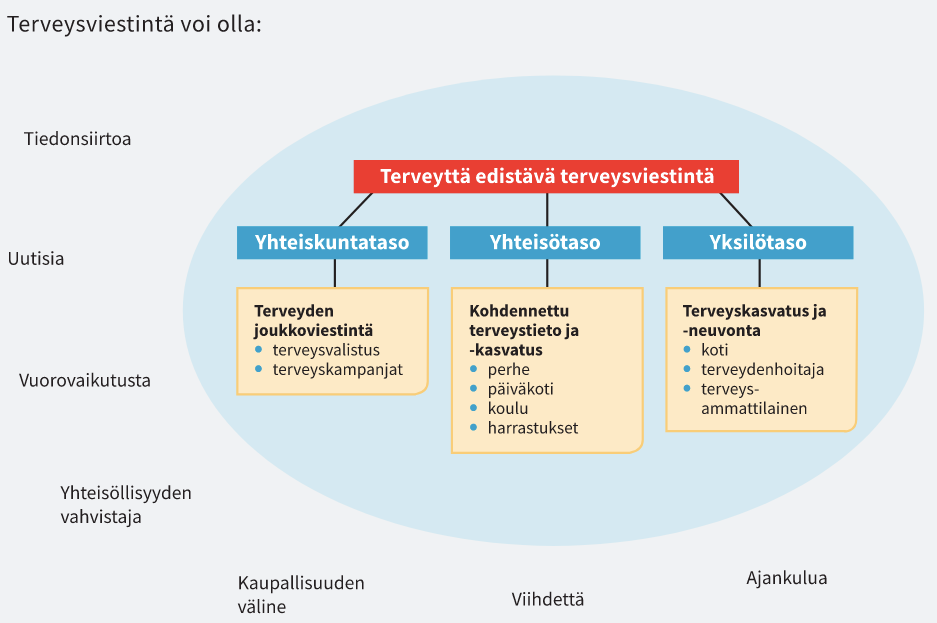 Terveysviestintä voi olla:
Tiedonsiirtoa
Terveyttä edistävä terveysviestintä
Yhteiskuntataso
Yhteisötaso
Yksilötaso
Uutisia
Terveyden
joukkoviestintä
• terveysvalistus
• terveyskampanjat
Kohdennettu
terveystieto ja
-kasvatus
• perhe
• päiväkoti
• koulu
• harrastukset
Terveyskasvatus ja
-neuvonta
• koti
• terveydenhoitaja
• terveys-
ammattilainen
Vuorovaikutusta
Yhteisöllisyyden
vahvistaja
Kaupallisuuden
väline
Viihdettä
Ajankulua